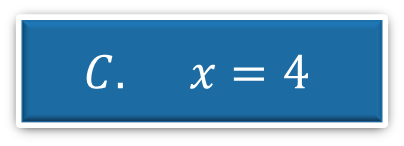 C. x = 4